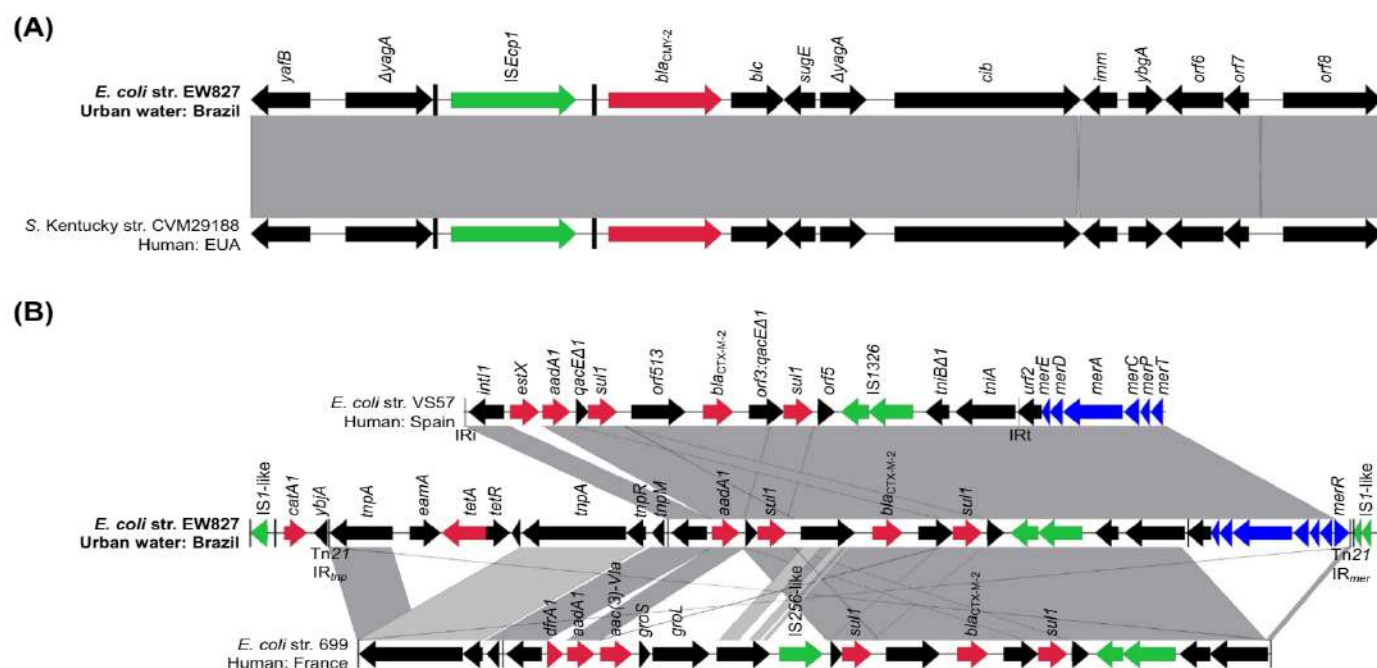 (A)
yafB ΔyagA ISEcp1 blaCMY-2 blc sugE ΔyagA cib imm ybgA orf6 orf7 orf8
E. coli str. EW827
Urban water: Brazil
S. Kentucky str. CVM29188
Human: EUA
(B)
intI1 estX aadA1 qacEΔ1 sul1 orf513 blaCTX-M-2 orf3:qacEΔ1 sul1 orf5 IS1326 tniBΔ1 tniA urf2 merE merD merA merC merP merT
E. coli str. VS57
Human: Spain
IRi IRt
IS1-like catA1 ybjA tnpA eamA tetA tetR tnpA tnpR tnpM aadA1 sul1 blaCTX-M-2 sul1 merR IS1-like
E. coli str. EW827
Urban water: Brazil
Tn21 Tn21
IRtnp IRmer
dfrA1 aadA1 aac(3)-VIa groS groL IS256-like sul1 blaCTX-M-2 sul1
E. coli str. 699
Human: France